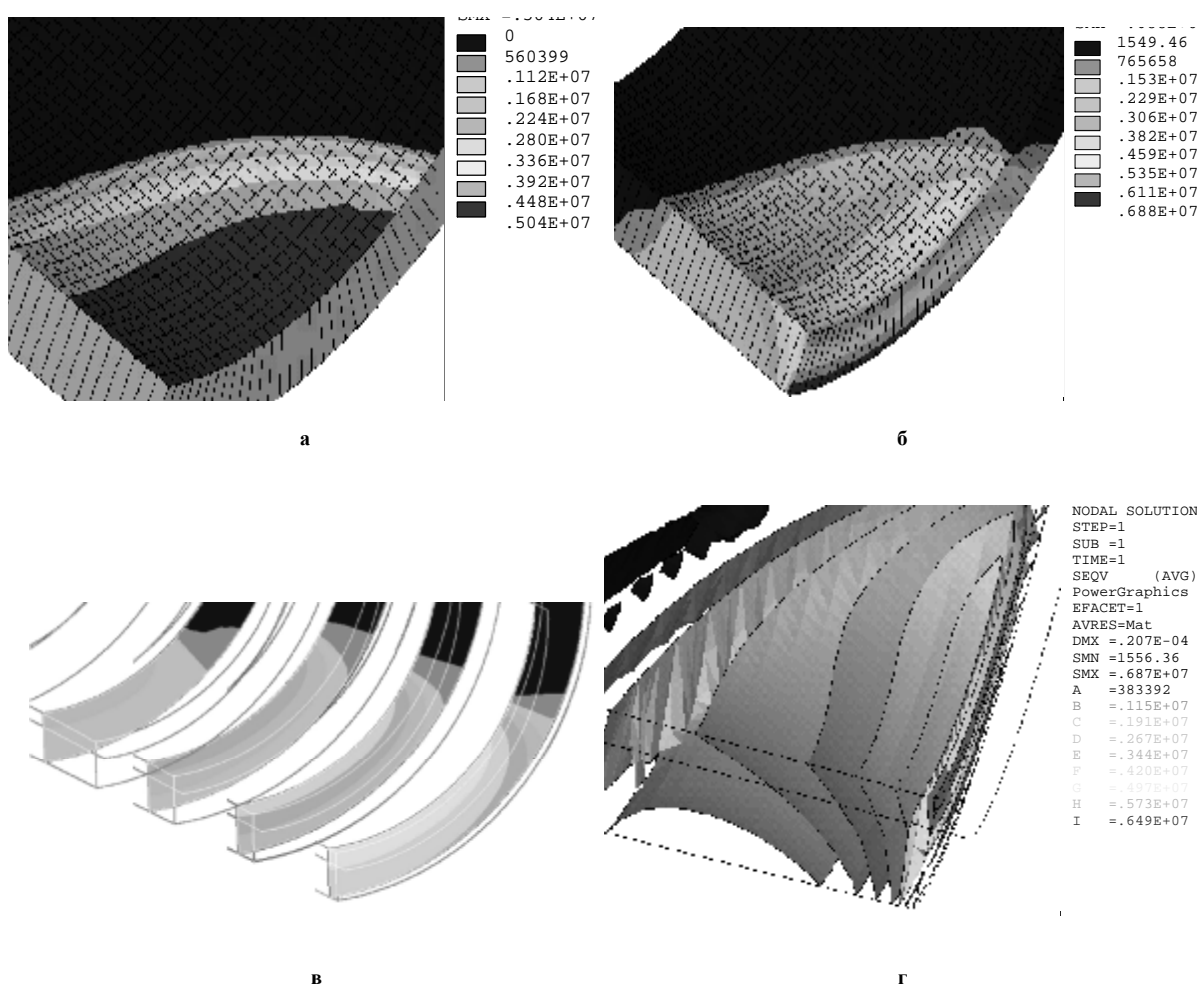 0
560399
.112E+07
.168E+07
.224E+07
.280E+07
.336E+07
.392E+07
.448E+07
.504E+07
1549.46
765658
.153E+07
.229E+07
.306E+07
.382E+07
.459E+07
.535E+07
.611E+07
.688E+07
а
б
NODAL SOLUTION
STEP=1
SUB =1
TIME=1
SEQV (AVG)
PowerGraphics
EFACET=1
AVRES=Mat
DMX =.207E-04
SMN =1556.36
SMX =.687E+07
A =383392
B =.115E+07
C =.191E+07
D =.267E+07
E =.344E+07
F =.420E+07
G =.497E+07
H =.573E+07
I =.649E+07
в
г